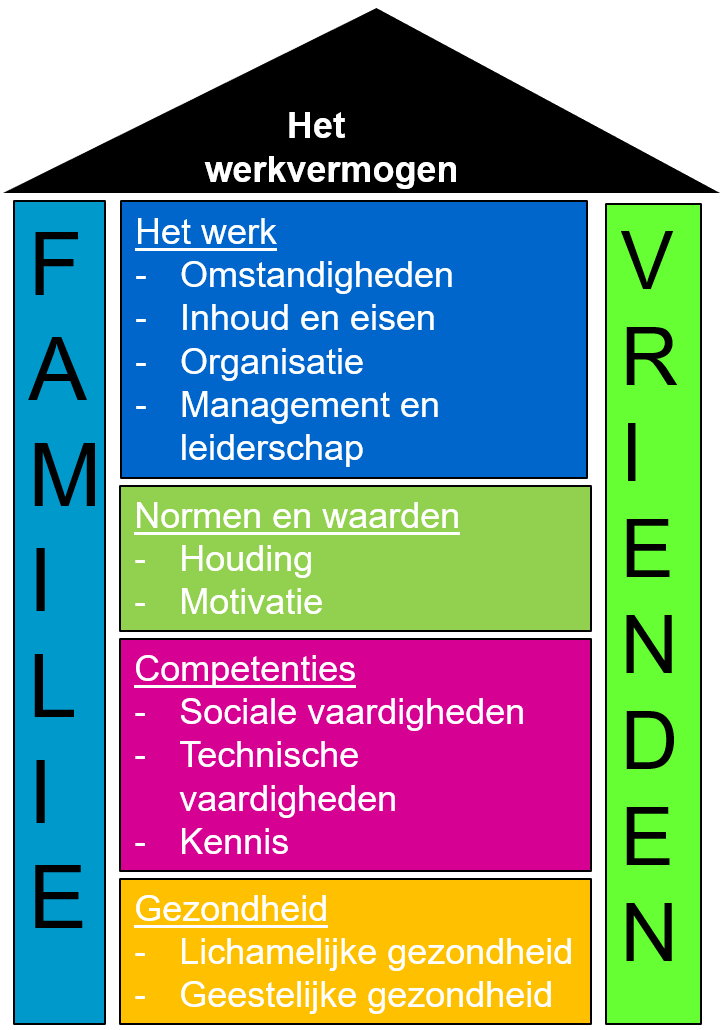 Het
werkvermogen
FAMILIE
Het werk
- Omstandigheden
- Inhoud en eisen
- Organisatie
- Management en
leiderschap
Normen en waarden
- Houding
- Motivatie
Competenties
- Sociale vaardigheden
- Technische
vaardigheden
- Kennis
Gezondheid
- Lichamelijke gezondheid
- Geestelijke gezondheid
VRIENDEN